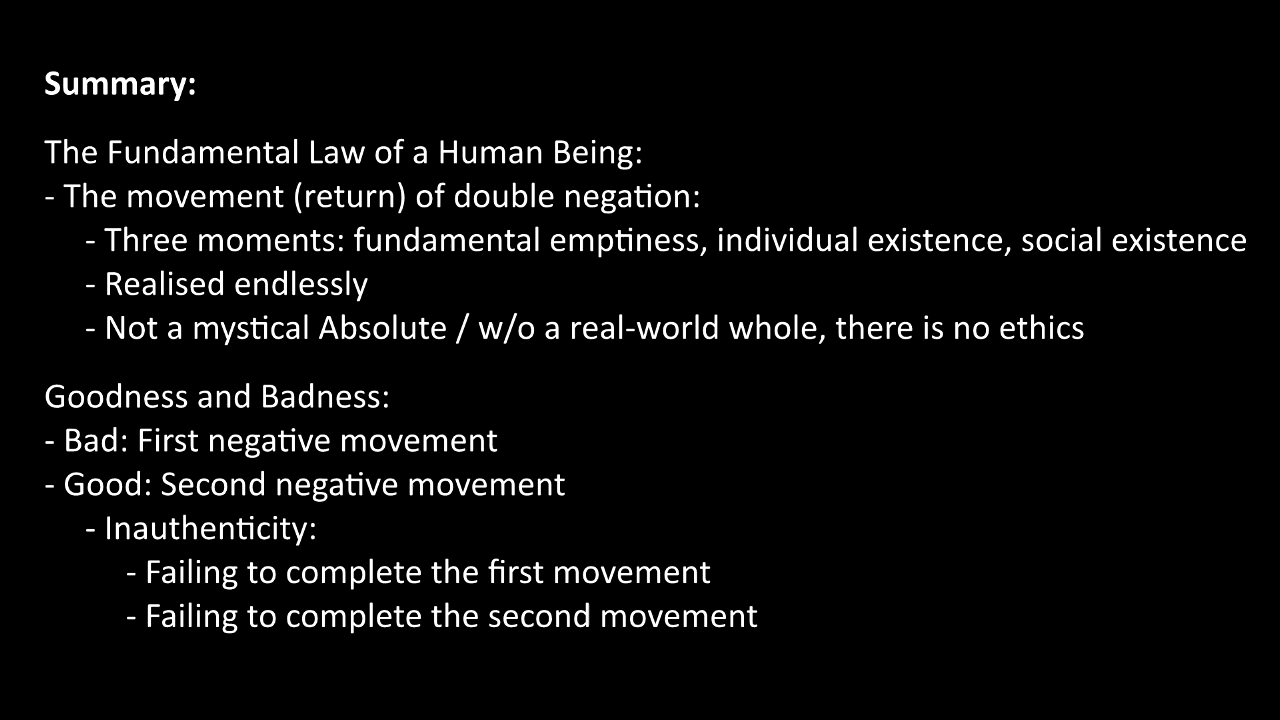 Summary:
The Fundamental Law of a Human Being:
- The movement (return) of double negation:
- Three moments: fundamental emptiness, individual existence, social existence
- Realised endlessly
- Not a mystical Absolute / w/o a real-world whole, there is no ethics
Goodness and Badness:
- Bad: First negative movement
- Good: Second negative movement
- Inauthenticity:
- Failing to complete the first movement
- Failing to complete the second movement